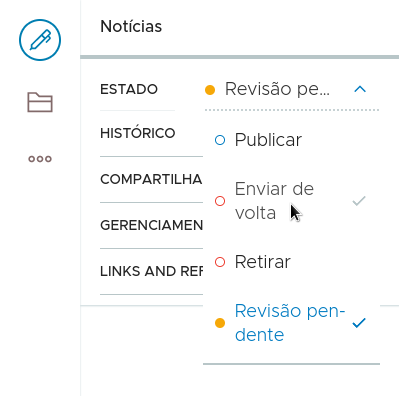 Notícias
ESTADO
Revisão pe...
HISTÓRICO
Publicar
COMPARTILHA
Enviar de
volta
GERENCIAMEN
Retirar
LINKS AND REF
Revisão pen-
dente